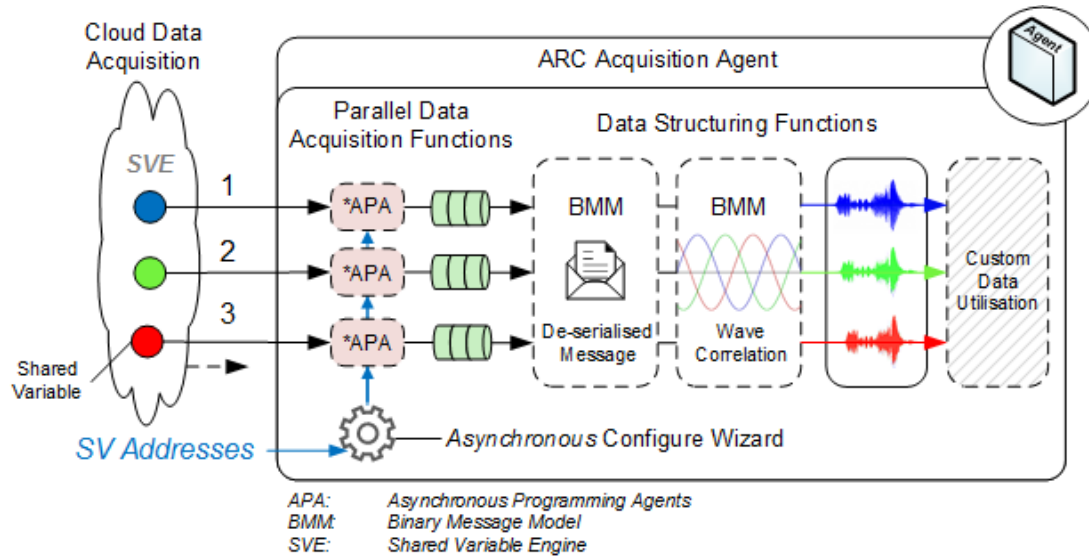 Cloud Data
Acquisition
SVE
1
2
3
Shared
Variable
SV Addresses
ARC Acquisition Agent
Agent
Parallel Data
Acquisition Functions
Data Structuring Functions
*APA
*APA
*APA
BMM
De-serialised
Message
BMM
Wave
Correlation
Custom
Data
Utilisation
Asynchronous Configure Wizard
APA: Asynchronous Programming Agents
BMM: Binary Message Model
SVE: Shared Variable Engine